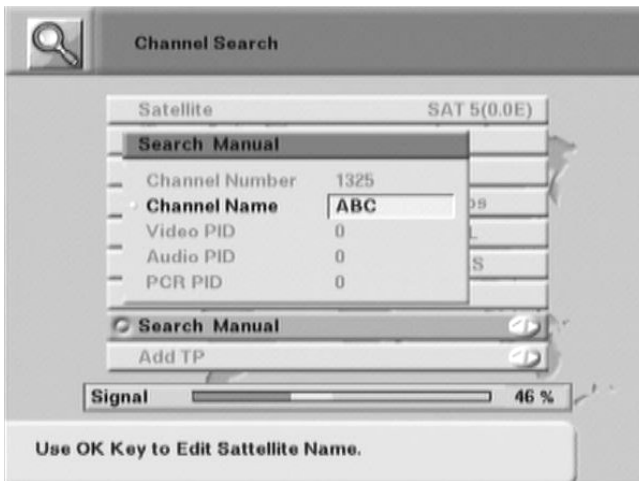 Channel Search
Satellite SAT 5(0.0E)
Search Manual
Channel Number 1325
Channel Name ABC
Video PID 0
Audio PID 0
PCR PID 0
Search Manual
Add TP
Signal 46 %
Use OK Key to Edit Sattellite Name.